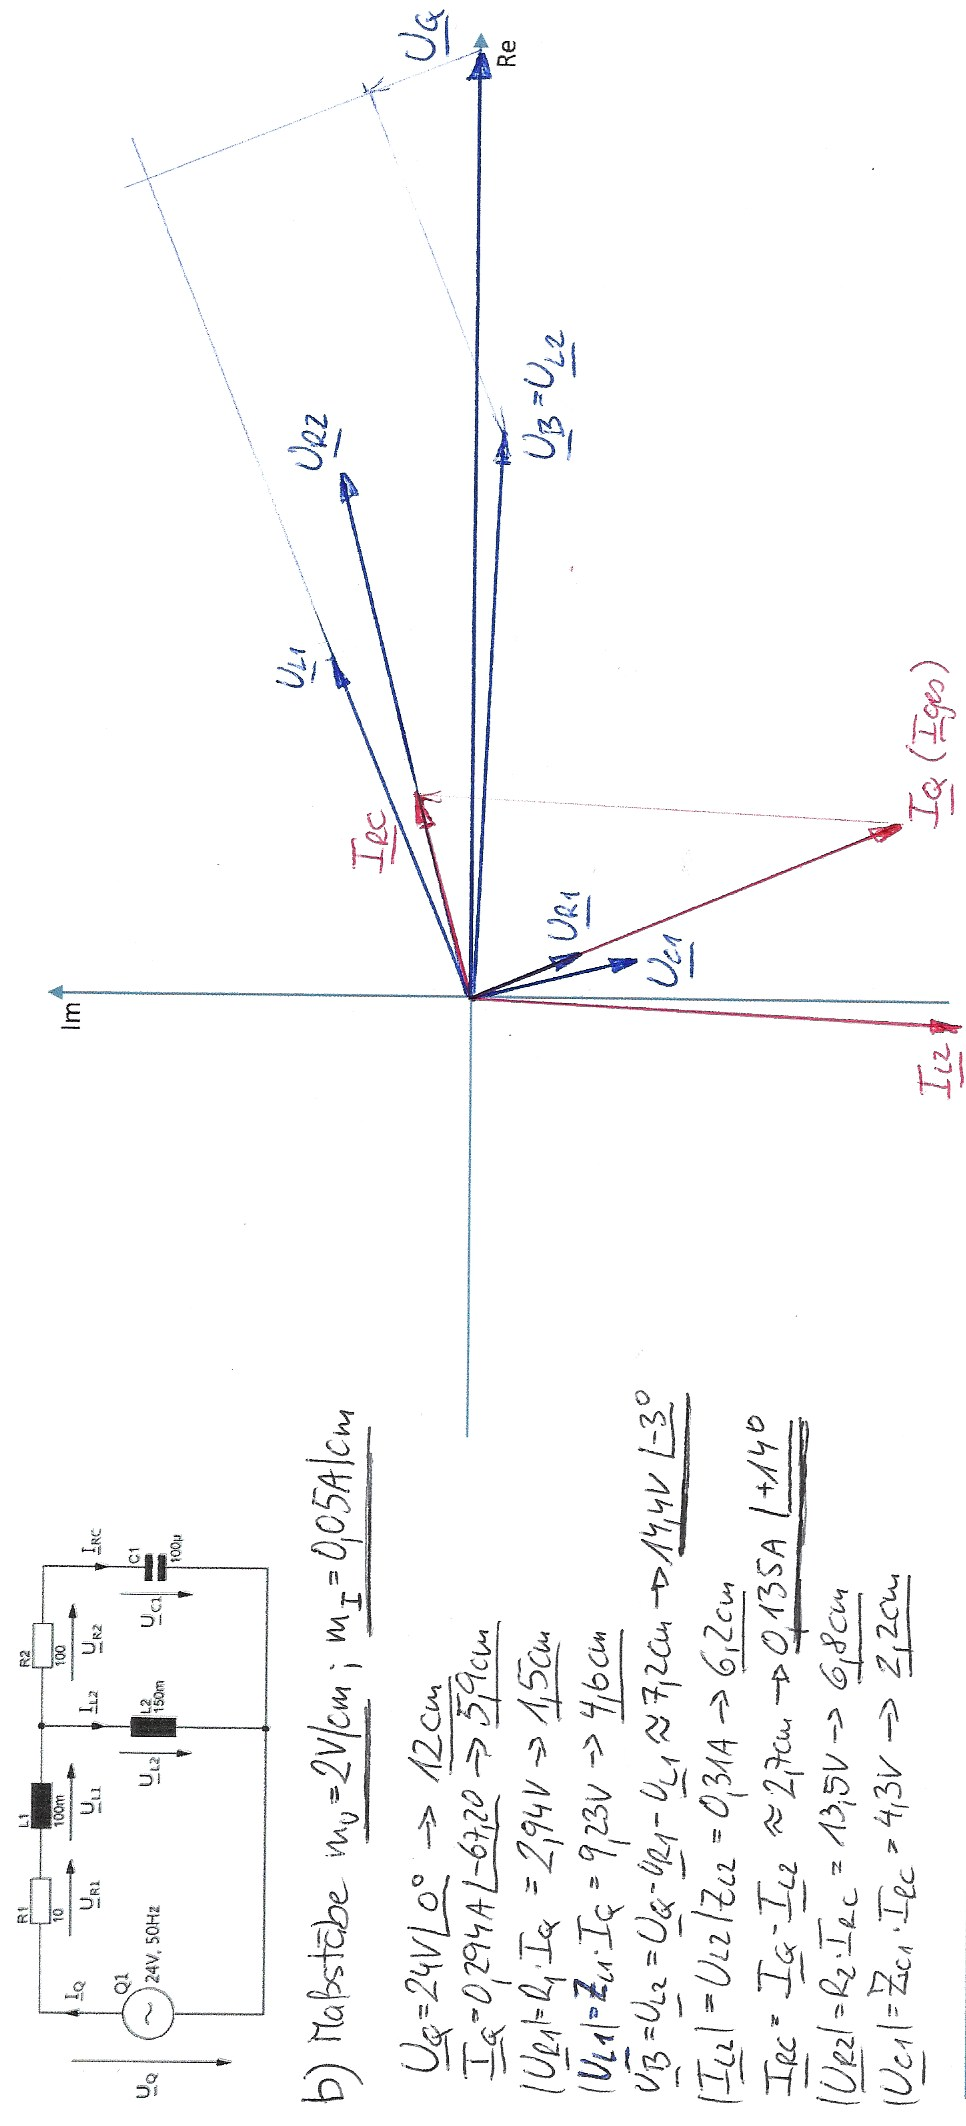 U_Q
I_Q
Q1
24V, 50Hz
R1
10
U_R1
L1
100m
U_L1
I_L2
L2
150m
U_L2
R2
100
U_R2
I_RC
C1
100µ
U_C1
b) Maßstäbe m_U = 2V/cm ; m_I = 0,05A/cm
U_Q = 24V ∠0° → 12cm
I_Q = 0,294A ∠-67,20 → 5,9cm
|U_R1| = R_1 · I_Q = 2,94V → 1,5cm
|U_L1| = Z_L1 · I_Q = 9,23V → 4,6cm
U_B = U_L2 = U_Q - U_R1 - U_L1 ≈ 7,2cm → 14,4V ∠-3°
|I_L2| = U_L2/Z_L2 = 0,31A → 6,2cm
I_RC = I_Q - I_L2 ≈ 2,7cm → 0,135A ∠+14°
|U_R2| = R_2 · I_RC = 13,5V → 6,8cm
|U_C1| = Z_C1 · I_RC = 4,3V → 2,2cm
Im
Re
U_Q
U_R2
U_L1
U_B = U_L2
I_RC
U_R1
U_C1
I_Q (I_ges)
I_L2